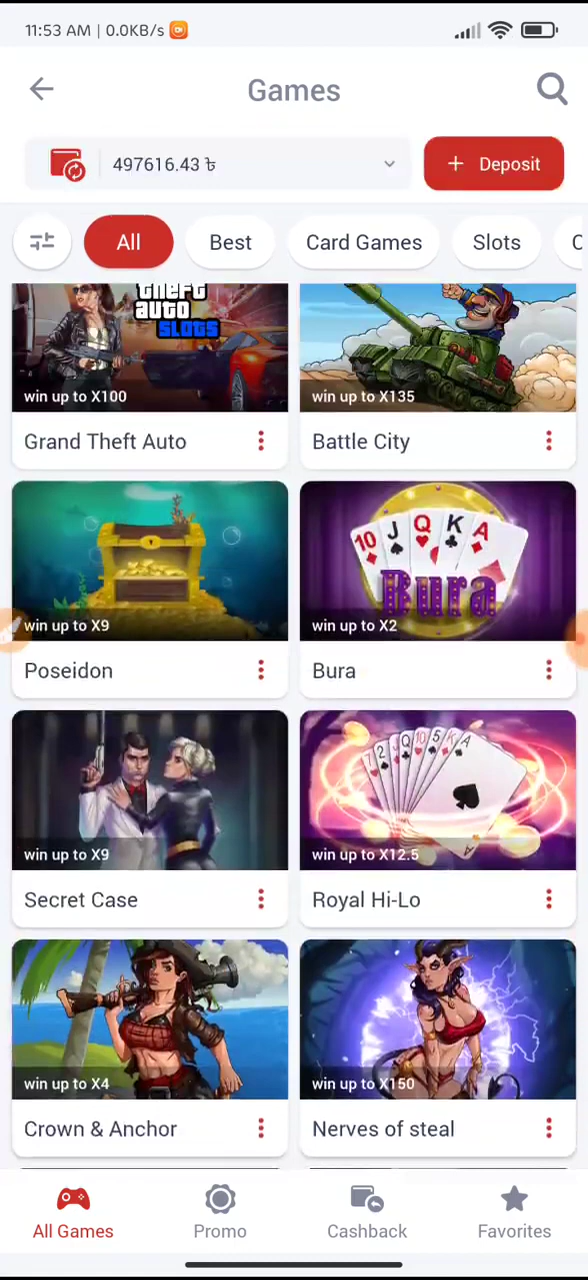 11:53 AM | 0.0KB/s
Games
497616.43 ৳
+ Deposit
All
Best
Card Games
Slots
theft
auto
SLOTS
win up to X100
win up to X135
Grand Theft Auto
Battle City
10 J Q K A
Bura
win up to X9
win up to X2
Poseidon
Bura
win up to X9
win up to X12.5
Secret Case
Royal Hi-Lo
win up to X4
win up to X150
Crown & Anchor
Nerves of steal
All Games
Promo
Cashback
Favorites